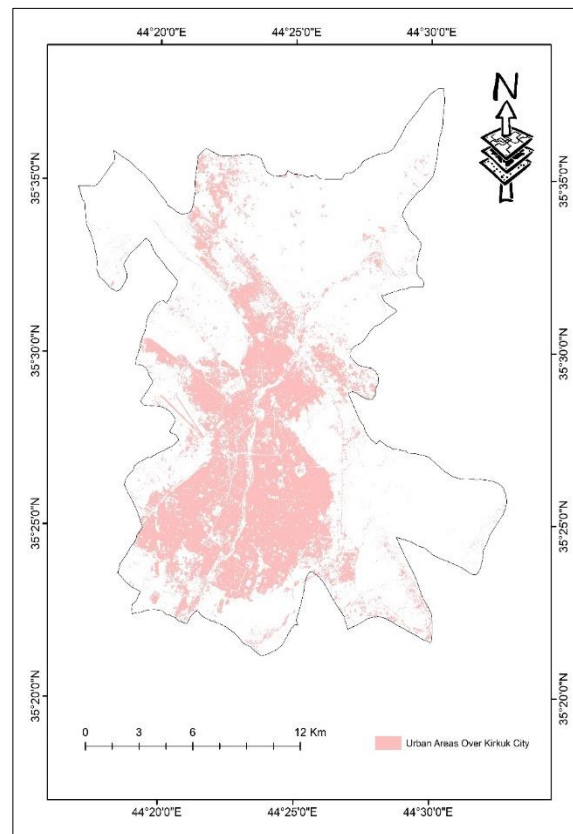 44°20'0"E 44°25'0"E 44°30'0"E
N
35°35'0"N 35°35'0"N
35°30'0"N 35°30'0"N
35°25'0"N 35°25'0"N
35°20'0"N 35°20'0"N
0 3 6 12 Km
Urban Areas Over Kirkuk City
44°20'0"E 44°25'0"E 44°30'0"E